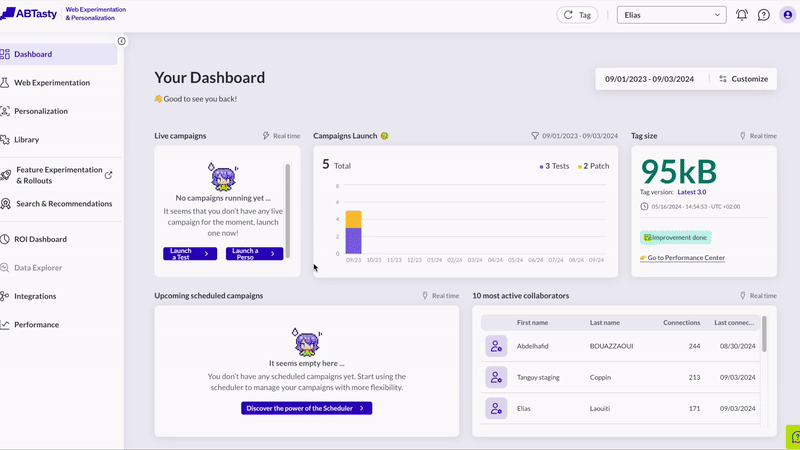 ABTasty
Web Experimentation
& Personalization
Tag
Elias
Dashboard
Web Experimentation
Personalization
Library
Feature Experimentation
& Rollouts
Search & Recommendations
ROI Dashboard
Data Explorer
Integrations
Performance
Your Dashboard
👋Good to see you back!
09/01/2023 - 09/03/2024
Customize
Live campaigns
Real time
No campaigns running yet ...
It seems that you don't have any live
campaign for the moment, launch
one now!
Launch
a Test
Launch a
Perso
Campaigns Launch
09/01/2023 - 09/03/2024
5 Total
3 Tests
2 Patch
8
6
4
2
0
09/23 10/23 11/23 12/23 01/24 02/24 03/24 04/24 05/24 06/24 07/24 08/24 09/24
Tag size
Real time
95kB
Tag version: Latest 3.0
05/16/2024 - 14:54:53 - UTC +02:00
✅Improvement done
👉 Go to Performance Center
Upcoming scheduled campaigns
Real time
It seems empty here ...
You don't have any scheduled campaigns yet. Start using the
scheduler to manage your campaigns with more flexibility.
Discover the power of the Scheduler
10 most active collaborators
Real time
First name Last name Connections Last connec...
Abdelhafid BOUAZZAOUI 244 08/30/2024
Tanguy staging Coppin 213 09/03/2024
Elias Laouiti 171 09/03/2024